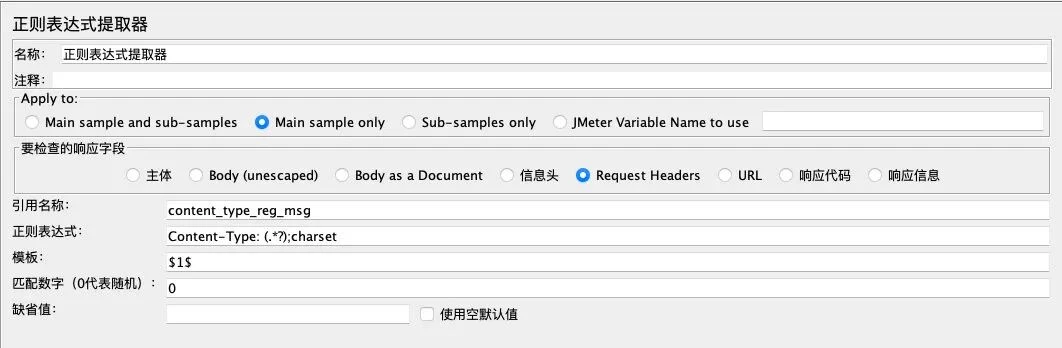 正则表达式提取器
名称： 正则表达式提取器
注释：
Apply to:
Main sample and sub-samples Main sample only Sub-samples only JMeter Variable Name to use
要检查的响应字段
主体 Body (unescaped) Body as a Document 信息头 Request Headers URL 响应代码 响应信息
引用名称： content_type_reg_msg
正则表达式： Content-Type: (.*?);charset
模板： $1$
匹配数字（0代表随机）： 0
缺省值： 使用空默认值